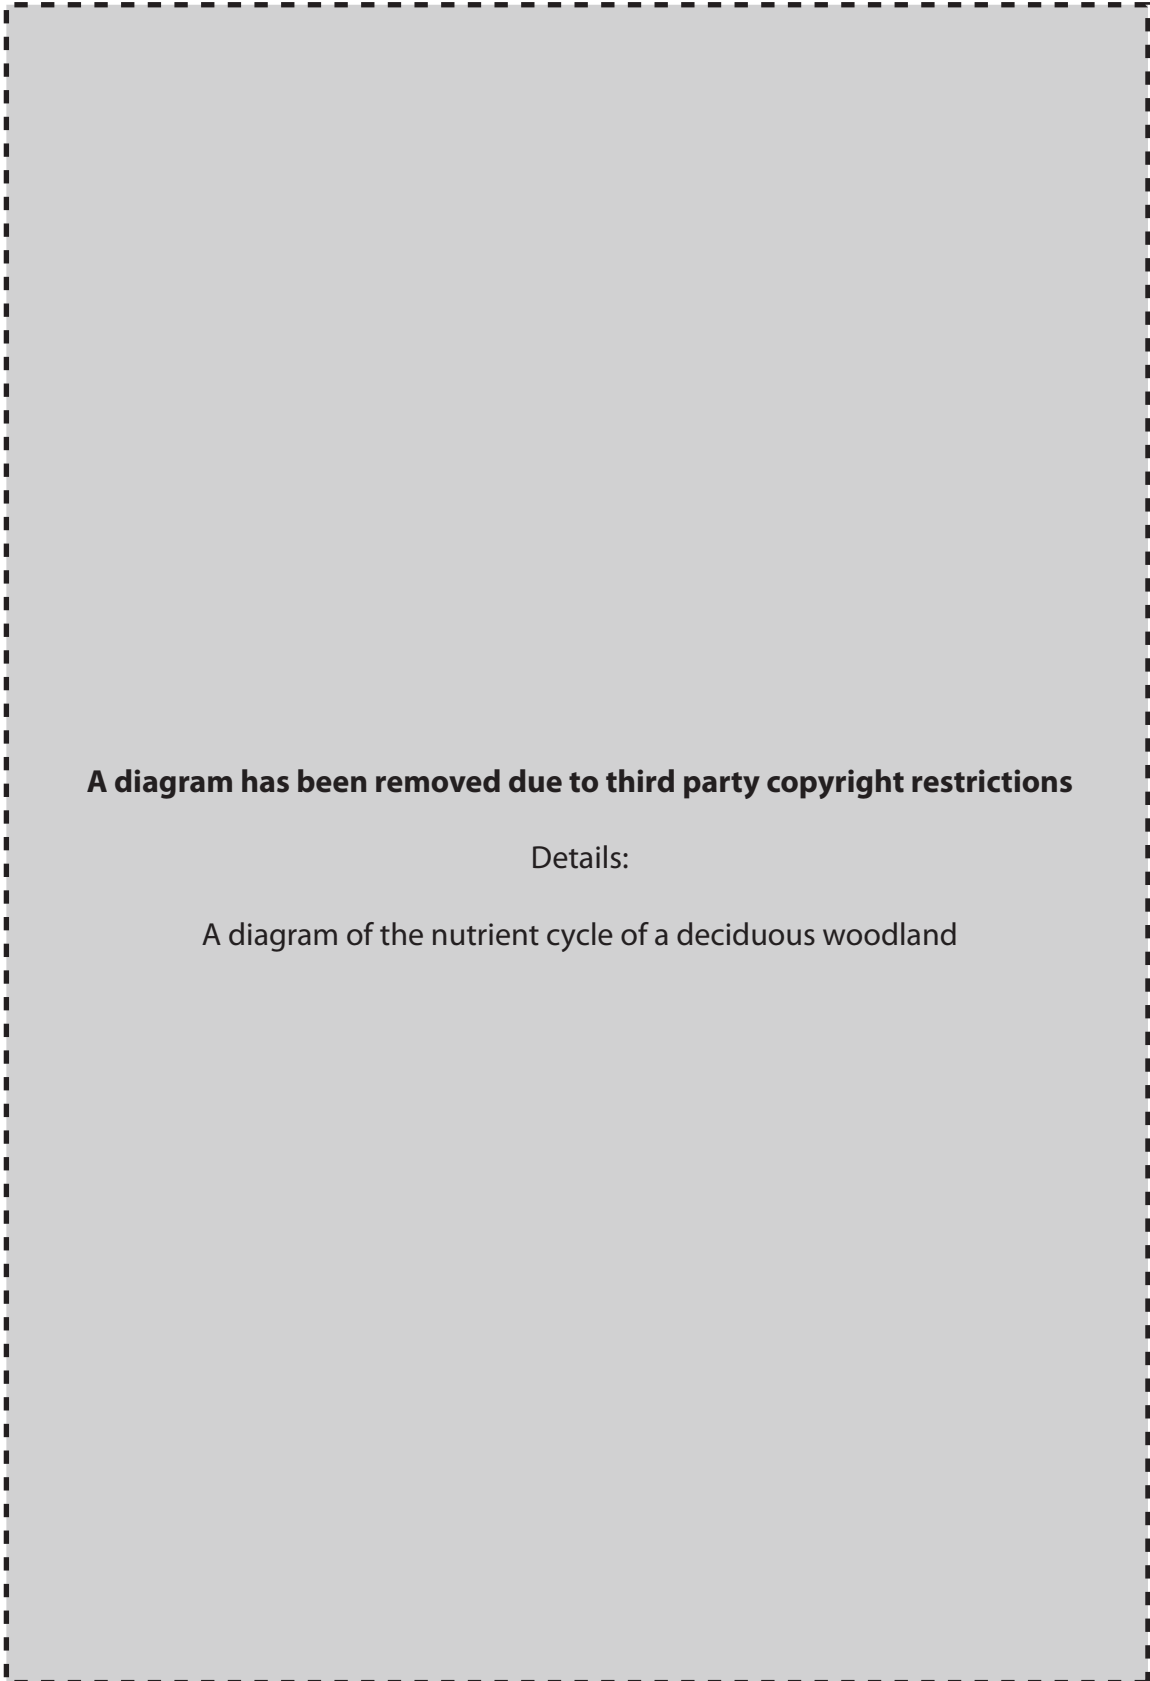 A diagram has been removed due to third party copyright restrictions
Details:
A diagram of the nutrient cycle of a deciduous woodland